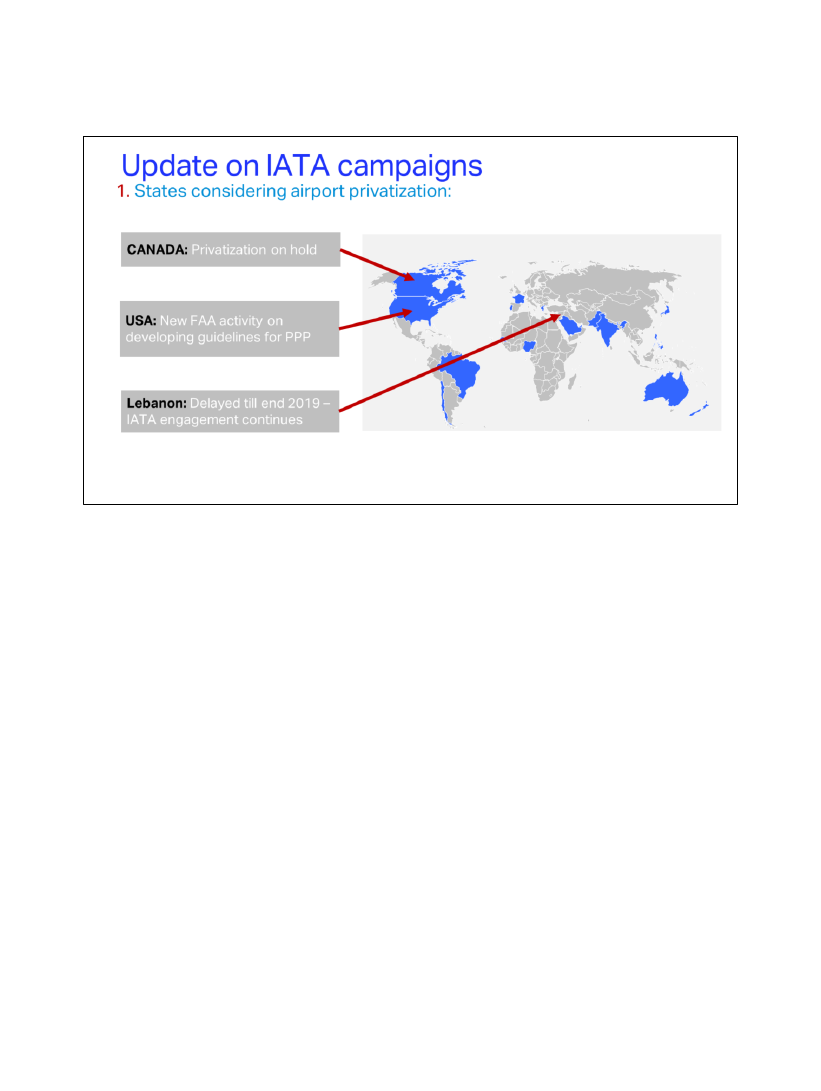 Update on IATA campaigns
1. States considering airport privatization:
CANADA: Privatization on hold
USA: New FAA activity on
developing guidelines for PPP
Lebanon: Delayed till end 2019 –
IATA engagement continues